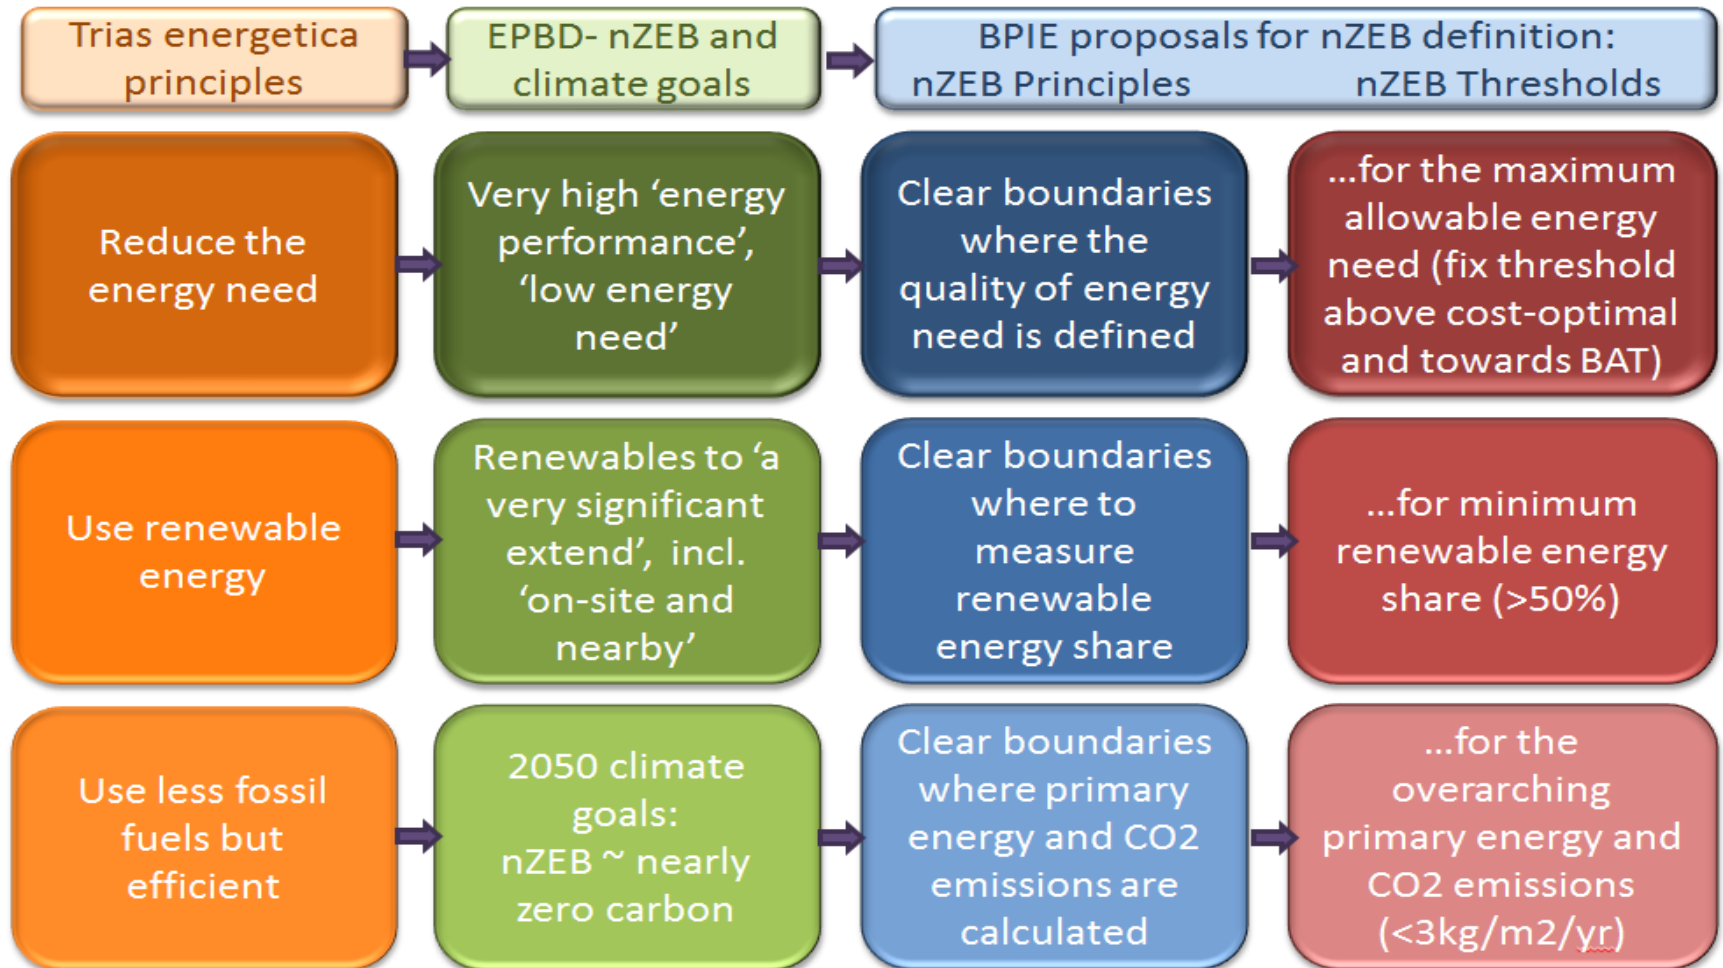 Trias energetica
principles
EPBD- nZEB and
climate goals
BPIE proposals for nZEB definition:
nZEB Principles nZEB Thresholds
Reduce the
energy need
Very high ‘energy
performance’,
‘low energy
need’
Clear boundaries
where the
quality of energy
need is defined
...for the maximum
allowable energy
need (fix threshold
above cost-optimal
and towards BAT)
Use renewable
energy
Renewables to ‘a
very significant
extend’, incl.
‘on-site and
nearby’
Clear boundaries
where to
measure
renewable
energy share
...for minimum
renewable energy
share (>50%)
Use less fossil
fuels but
efficient
2050 climate
goals:
nZEB ~ nearly
zero carbon
Clear boundaries
where primary
energy and CO2
emissions are
calculated
...for the
overarching
primary energy and
CO2 emissions
(<3kg/m2/yr)